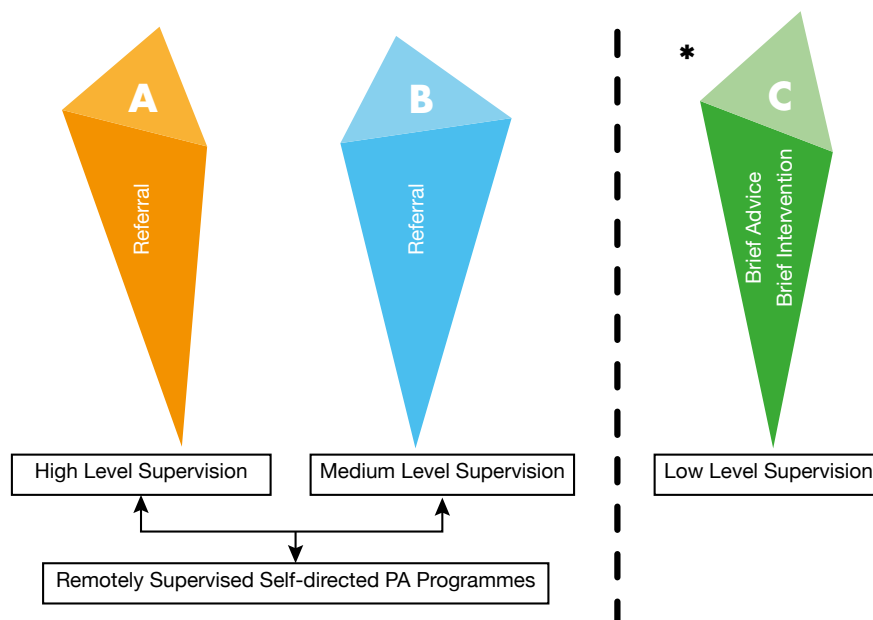 A
B
*
C
Referral
Referral
Brief Advice
Brief Intervention
High Level Supervision
Medium Level Supervision
Low Level Supervision
Remotely Supervised Self-directed PA Programmes